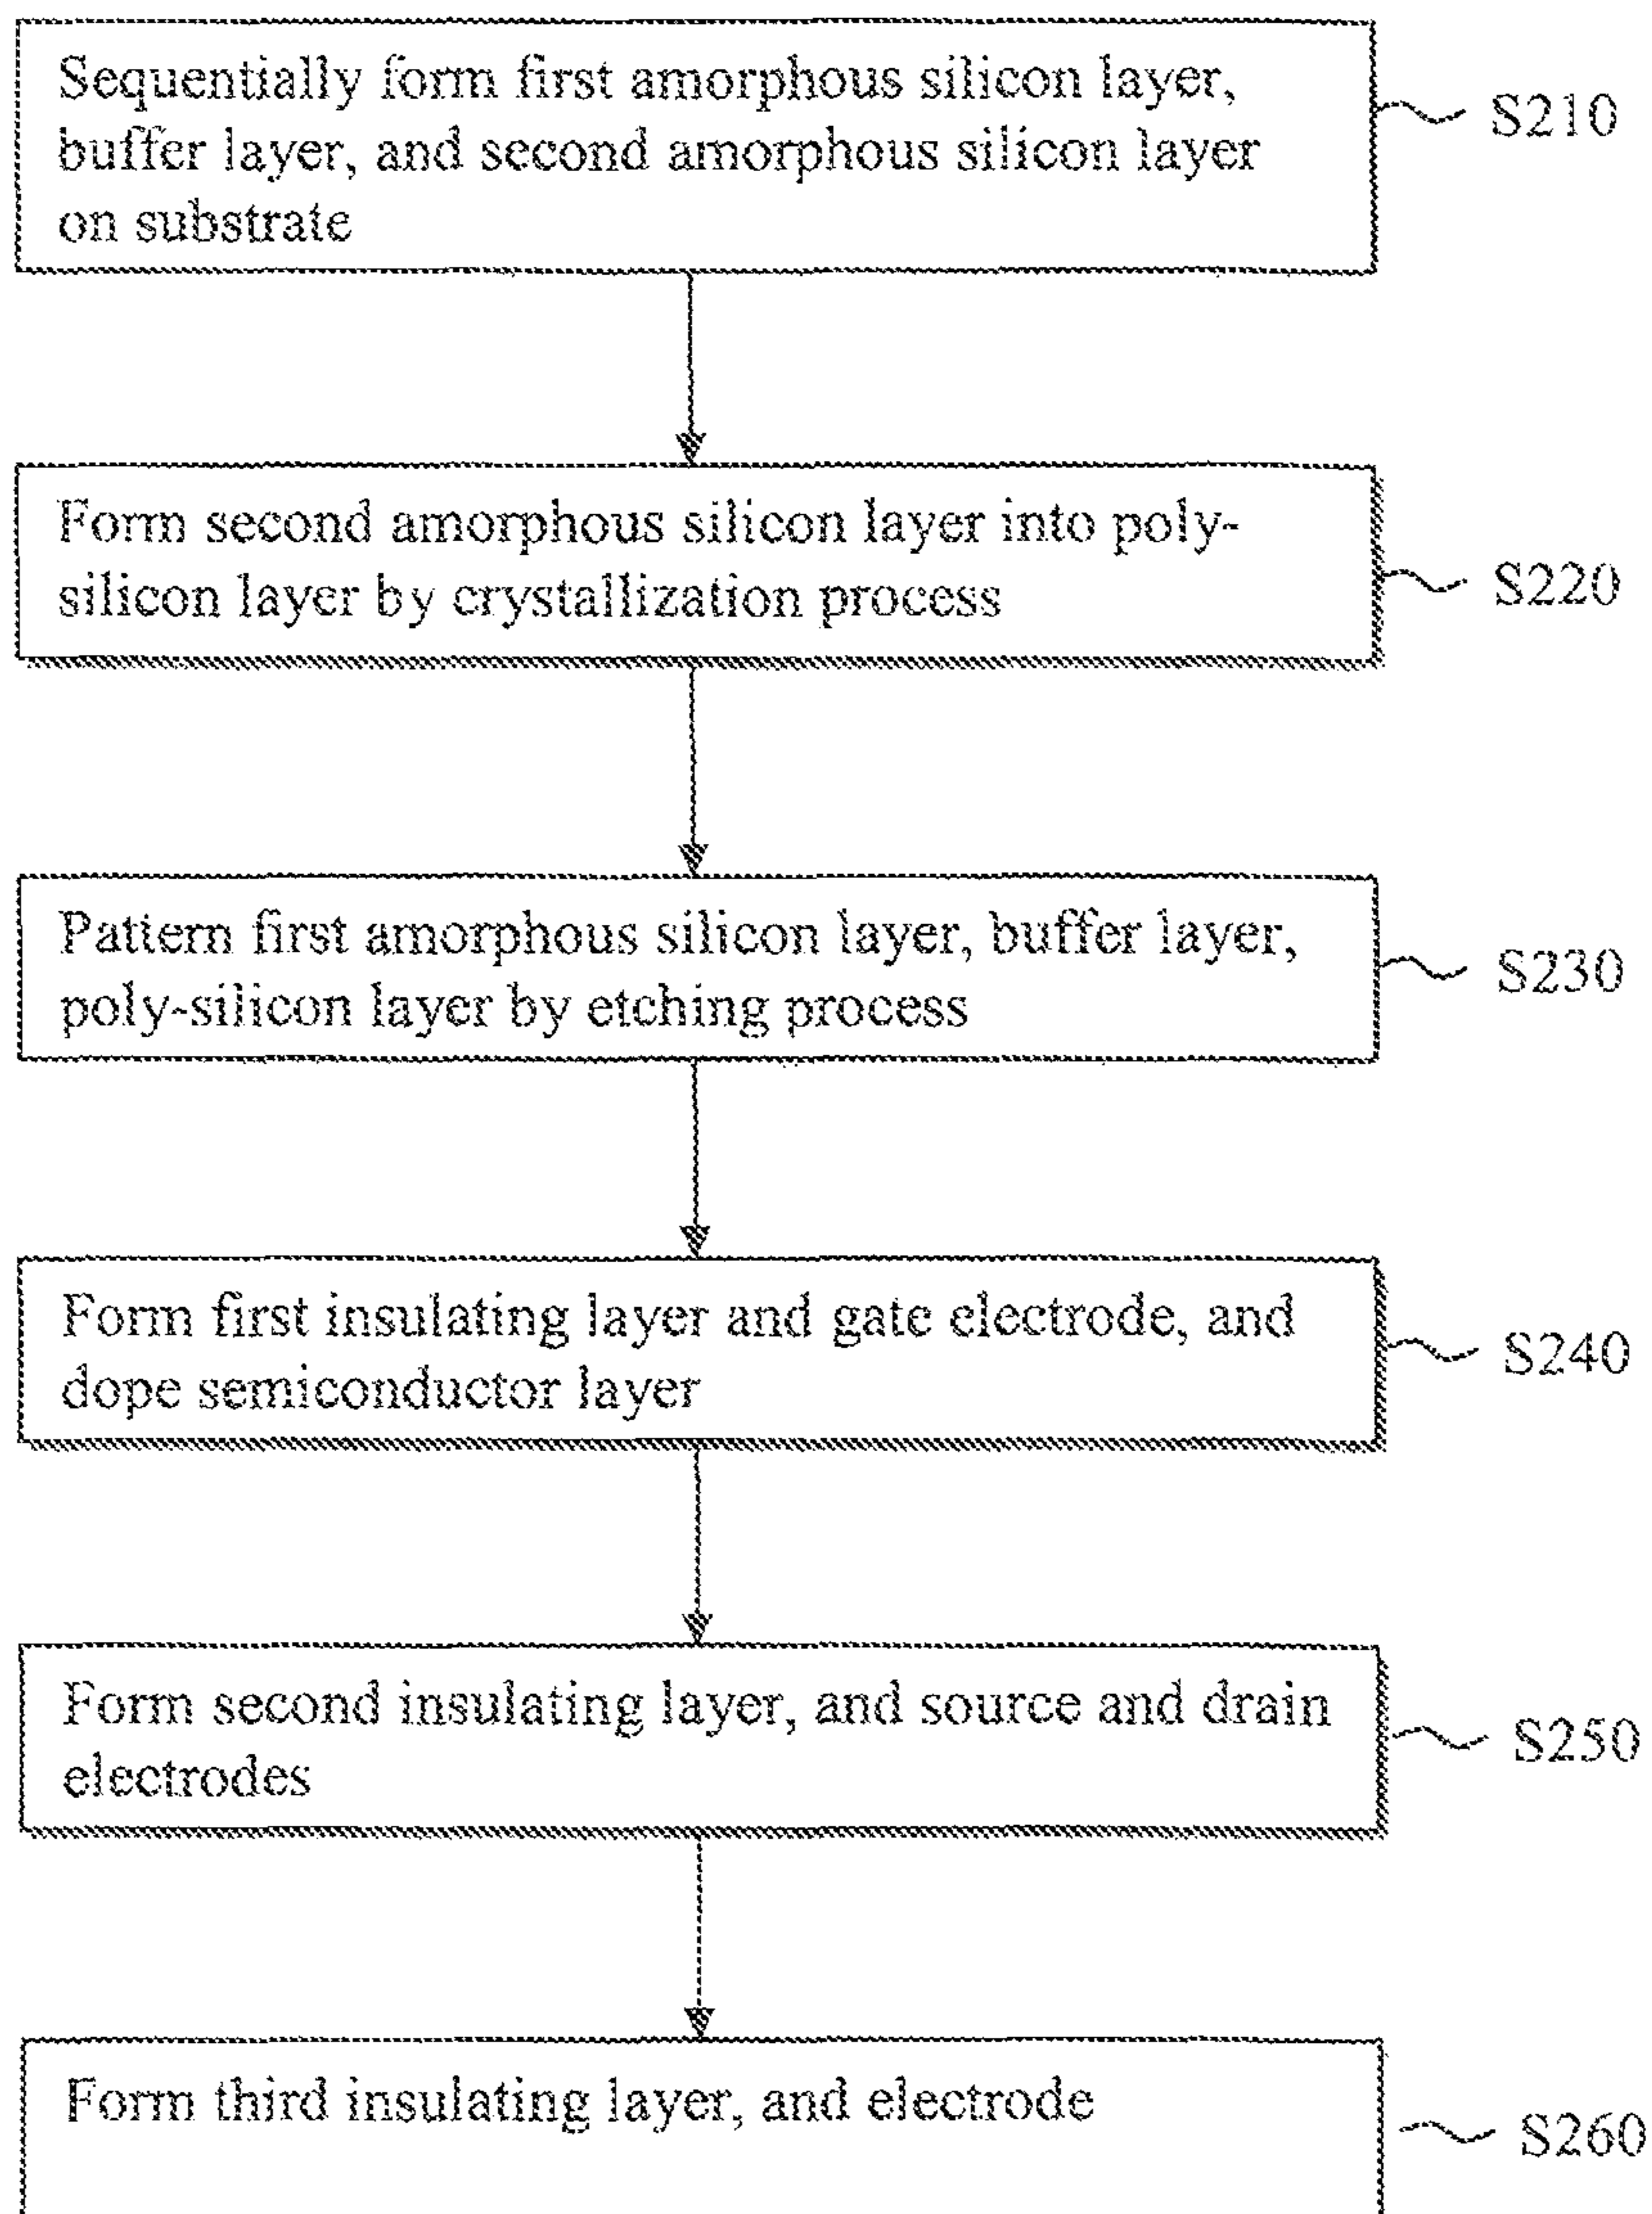 Sequentially form first amorphous silicon layer,
buffer layer, and second amorphous silicon layer
on substrate
S210
Form second amorphous silicon layer into poly-
silicon layer by crystallization process
S220
Pattern first amorphous silicon layer, buffer layer,
poly-silicon layer by etching process
S230
Form first insulating layer and gate electrode, and
dope semiconductor layer
S240
Form second insulating layer, and source and drain
electrodes
S250
Form third insulating layer, and electrode
S260